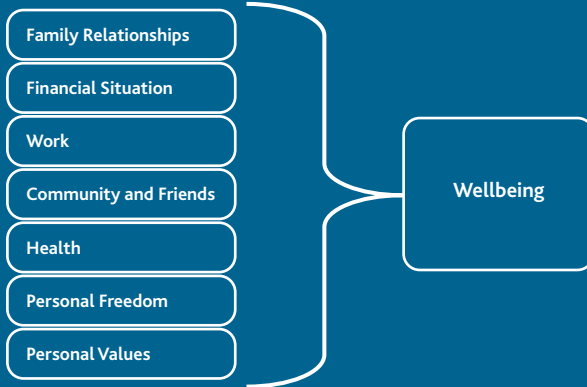 Family Relationships
Financial Situation
Work
Community and Friends
Health
Personal Freedom
Personal Values
Wellbeing